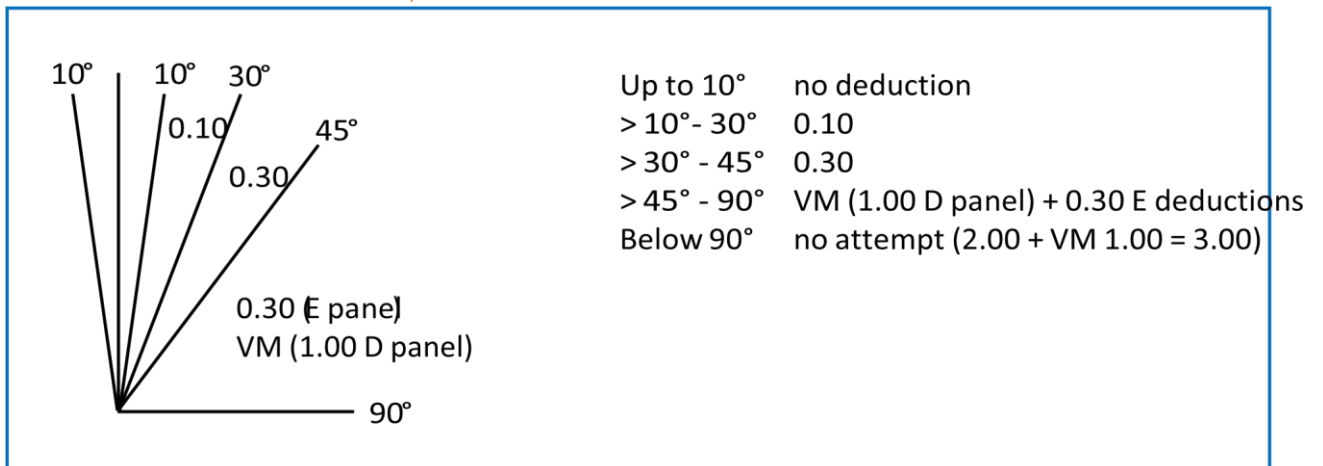 10° 10° 30°
0.10
45°
0.30
0.30 (E panel)
VM (1.00 D panel)
90°
Up to 10° no deduction
> 10°- 30° 0.10
> 30° - 45° 0.30
> 45° - 90° VM (1.00 D panel) + 0.30 E deductions
Below 90° no attempt (2.00 + VM 1.00 = 3.00)